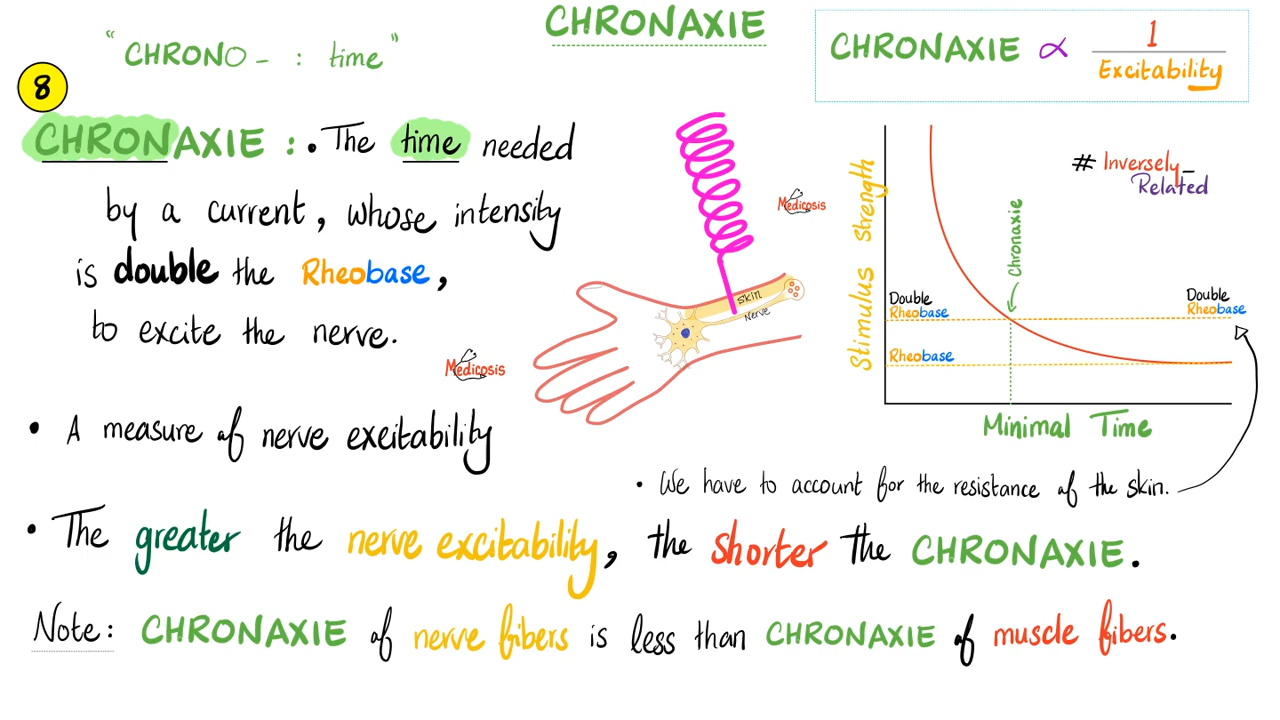 CHRONAXIE
"CHRONO- : time"
CHRONAXIE ∝ 1
Excitability
8
CHRONAXIE : • The time needed
by a current, whose intensity
is double the Rheobase,
to excite the nerve.
Medicosis
• A measure of nerve excitability
skin
Nerve
Medicosis
# Inversely-
Related
Stimulus Strength
Chronaxie
Double
Rheobase
Double
Rheobase
Rheobase
Minimal Time
• We have to account for the resistance of the skin.
• The greater the nerve excitability, the shorter the CHRONAXIE.
Note: CHRONAXIE of nerve fibers is less than CHRONAXIE of muscle fibers.